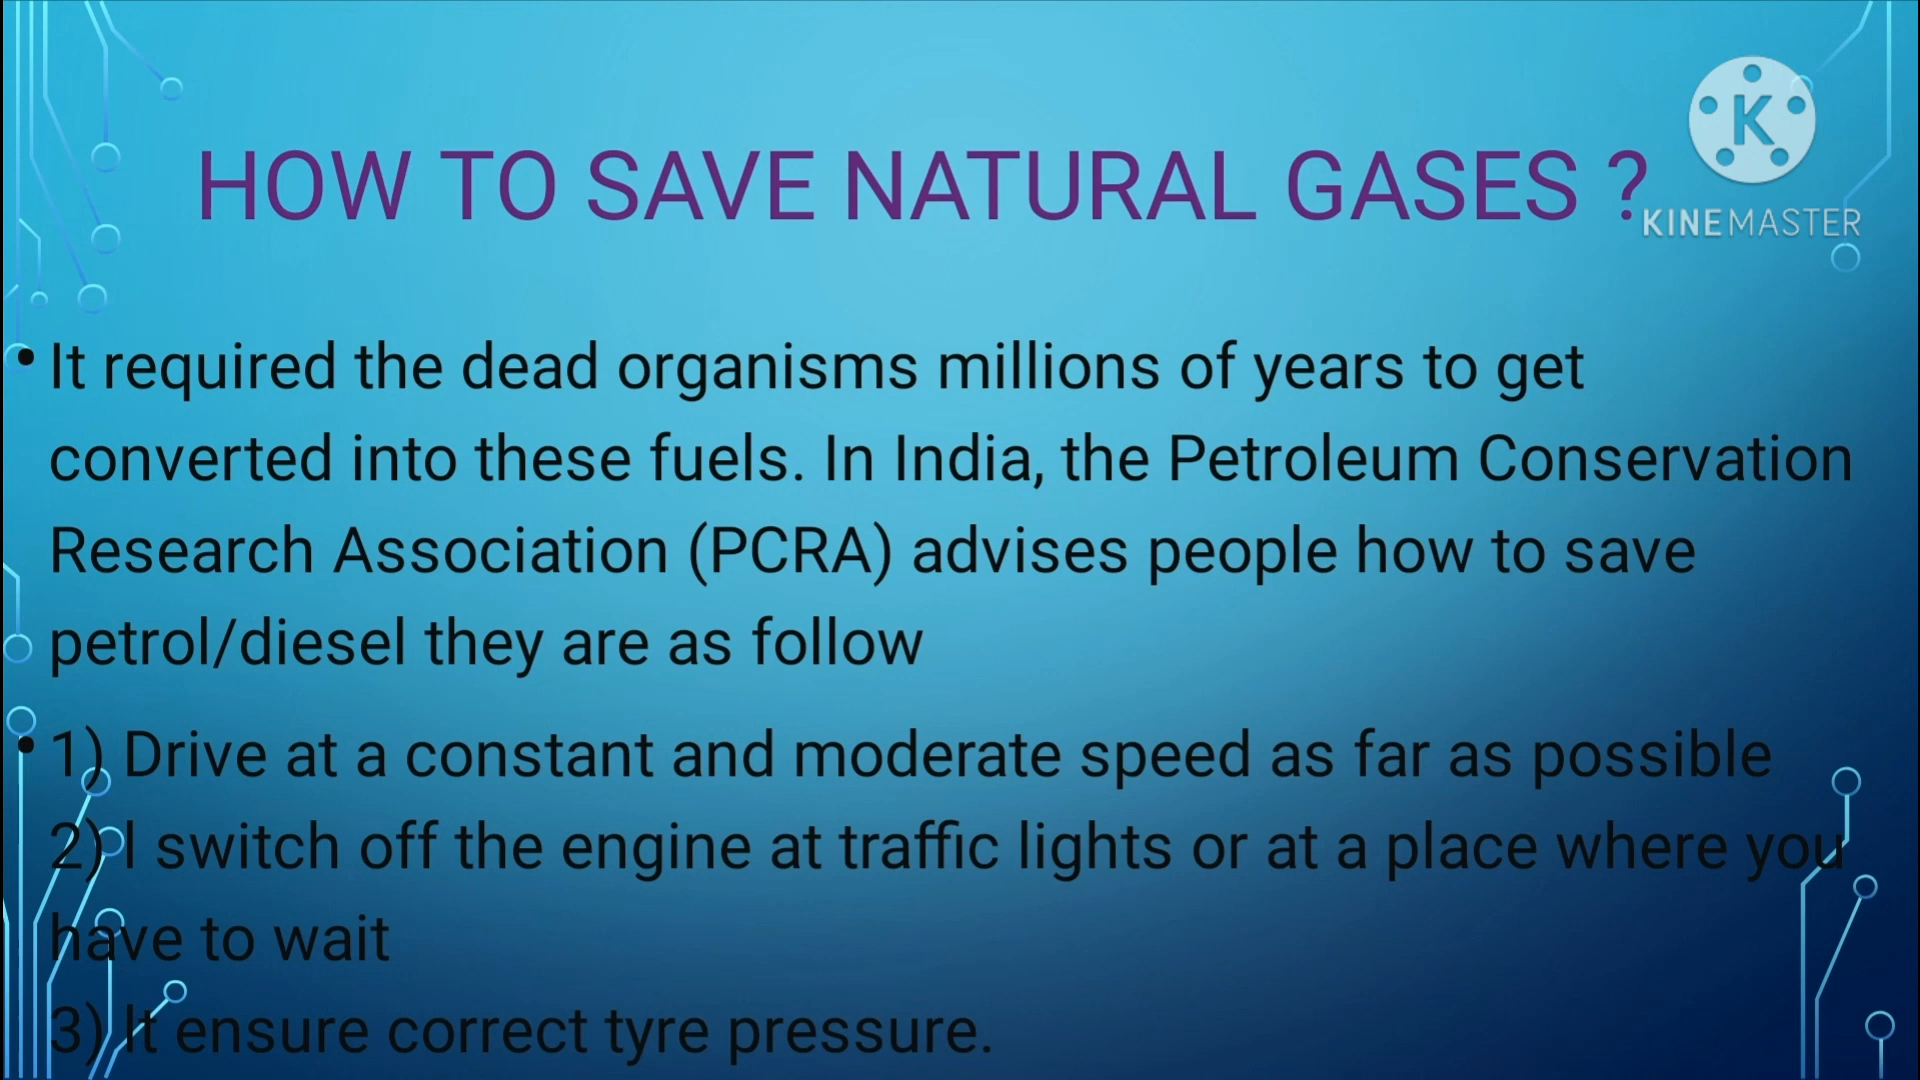 HOW TO SAVE NATURAL GASES ?
KINEMASTER
• It required the dead organisms millions of years to get
converted into these fuels. In India, the Petroleum Conservation
Research Association (PCRA) advises people how to save
petrol/diesel they are as follow
• 1) Drive at a constant and moderate speed as far as possible
2) I switch off the engine at traffic lights or at a place where you
have to wait
3) It ensure correct tyre pressure.